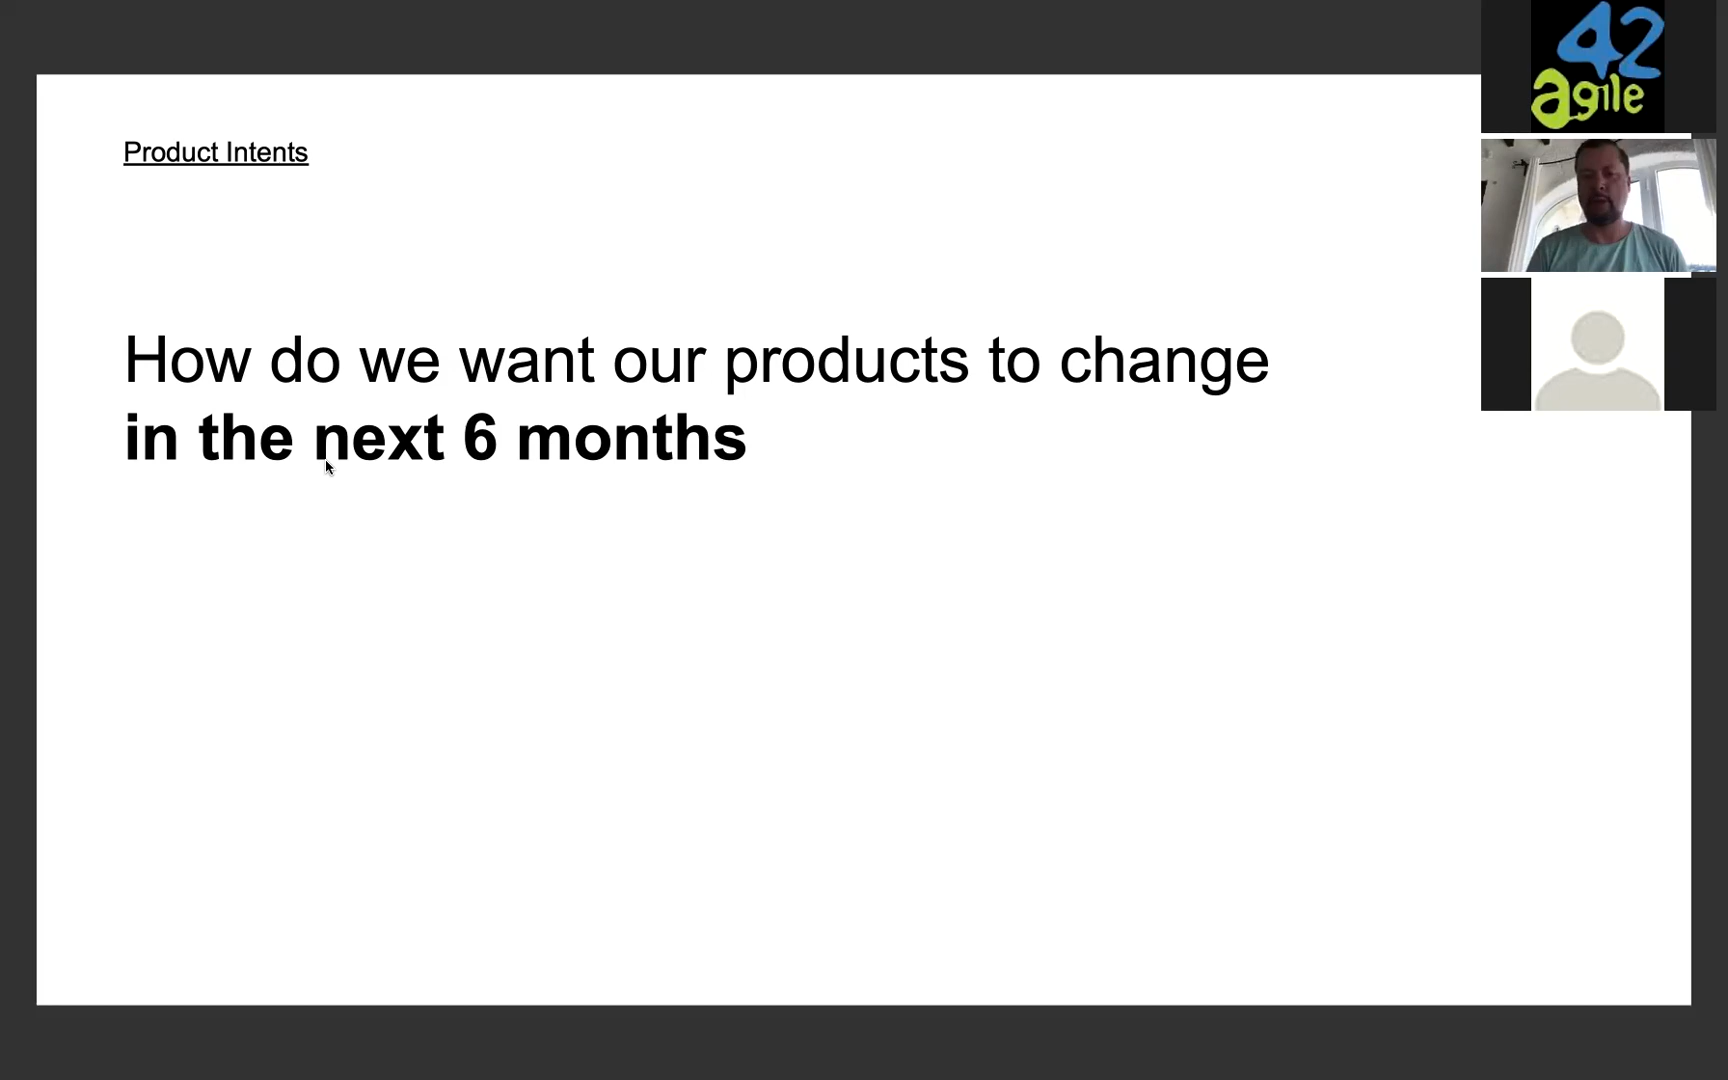 42
agile
Product Intents
How do we want our products to change
in the next 6 months